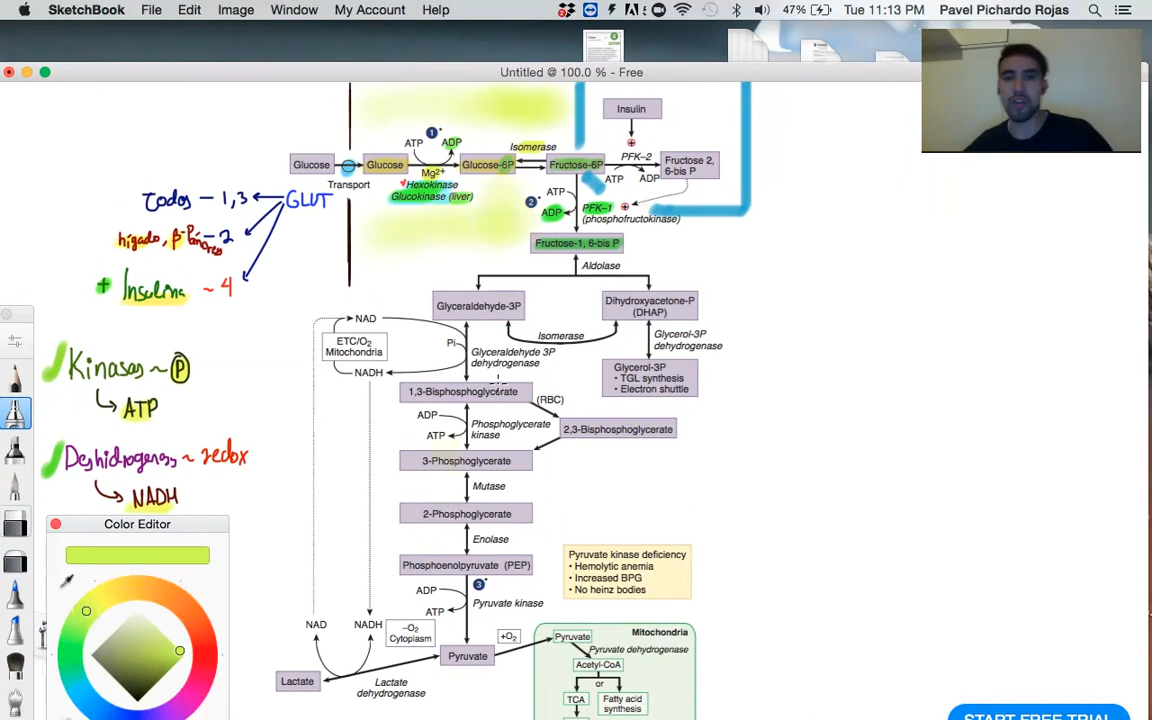 SketchBook File Edit Image Window My Account Help
47% Tue 11:13 PM Pavel Pichardo Rojas
Untitled @ 100.0 % - Free
Insulin
1
ATP ADP
Isomerase
PFK-2
Glucose Glucose Glucose-6P Fructose-6P
Fructose 2,
6-bis P
Mg2+
ATP ADP
Transport
Hexokinase
Glucokinase (liver)
ATP
2
ADP
PFK-1
(phosphofructokinase)
Todos - 1,3 GLUT
hígado, 2
+ Insulina ~ 4
Fructose-1, 6-bis P
Aldolase
Glyceraldehyde-3P
Dihydroxyacetone-P
(DHAP)
Isomerase
Glycerol-3P
dehydrogenase
NAD
ETC/O2
Mitochondria
NADH
Pi
Glyceraldehyde 3P
dehydrogenase
Glycerol-3P
• TGL synthesis
• Electron shuttle
Kinasas ~ P
ATP
1,3-Bisphosphoglycerate
(RBC)
ADP
ATP
Phosphoglycerate
kinase
2,3-Bisphosphoglycerate
Deshidrogenasas ~ redox
NADH
3-Phosphoglycerate
Mutase
2-Phosphoglycerate
Enolase
Phosphoenolpyruvate (PEP)
3
ADP
ATP
Pyruvate kinase
Pyruvate kinase deficiency
• Hemolytic anemia
• Increased BPG
• No heinz bodies
Color Editor
NAD NADH
–O2
Cytoplasm
+O2
Pyruvate
Lactate
Lactate
dehydrogenase
Mitochondria
Pyruvate
Pyruvate dehydrogenase
Acetyl-CoA
or
TCA
Fatty acid
synthesis
START FREE TRIAL